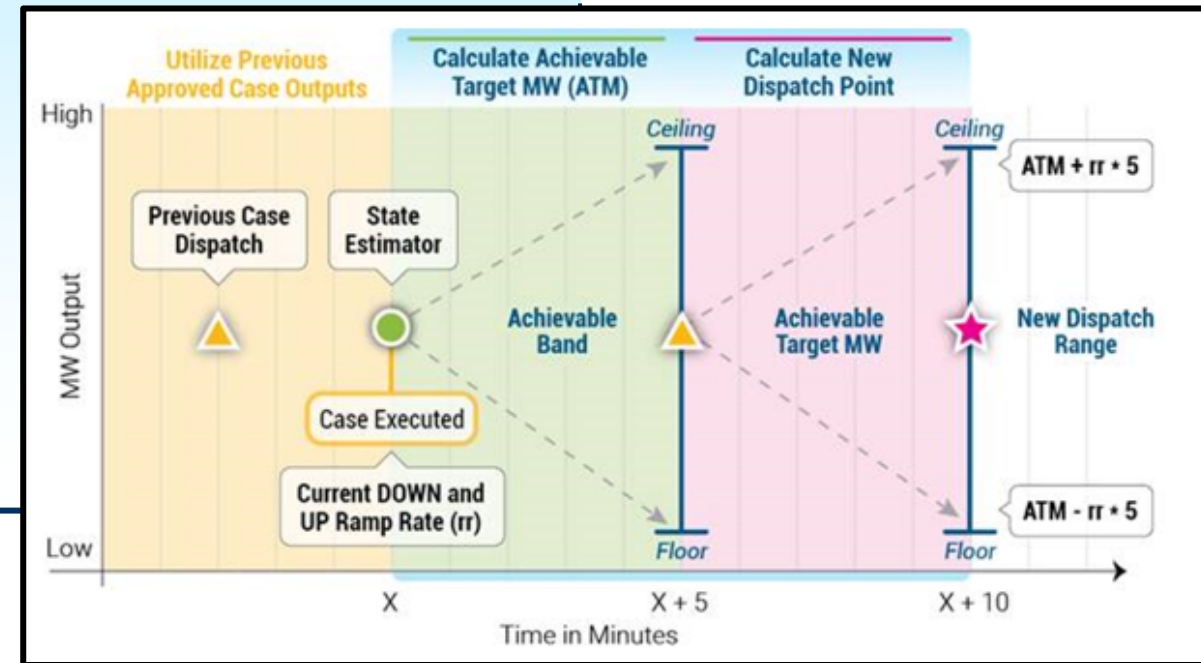 Utilize Previous
Approved Case Outputs
Calculate Achievable
Target MW (ATM)
Calculate New
Dispatch Point
High
Ceiling
Ceiling
ATM + rr * 5
Previous Case
Dispatch
State
Estimator
MW Output
Achievable
Band
Achievable
Target MW
New Dispatch
Range
Case Executed
Current DOWN and
UP Ramp Rate (rr)
ATM - rr * 5
Low
Floor
Floor
X
X + 5
X + 10
Time in Minutes